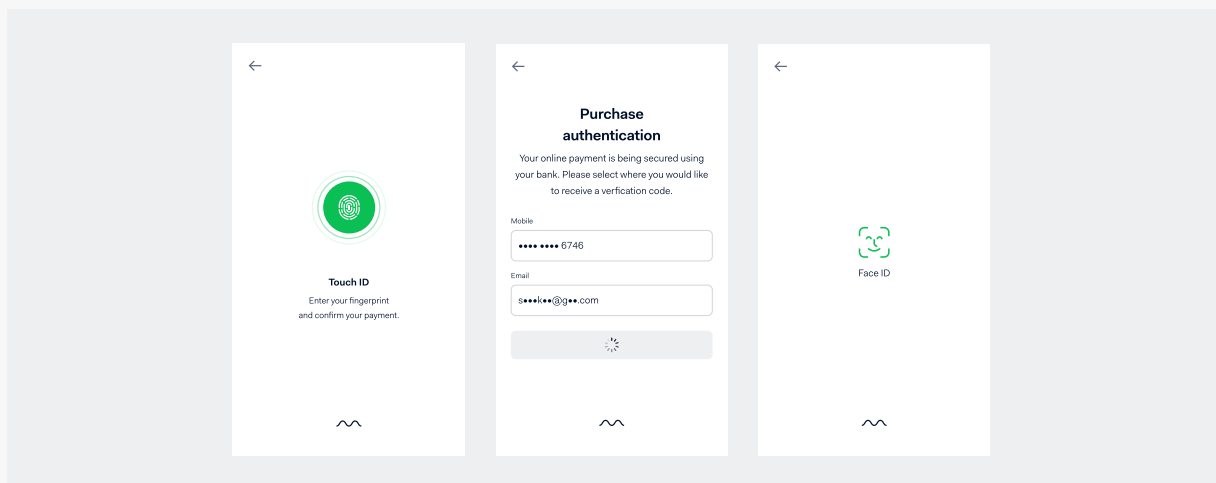 Touch ID
Enter your fingerprint
and confirm your payment.
Purchase
authentication
Your online payment is being secured using
your bank. Please select where you would like
to receive a verfication code.
Mobile
•••• •••• 6746
Email
s•••k••@g••.com
Face ID